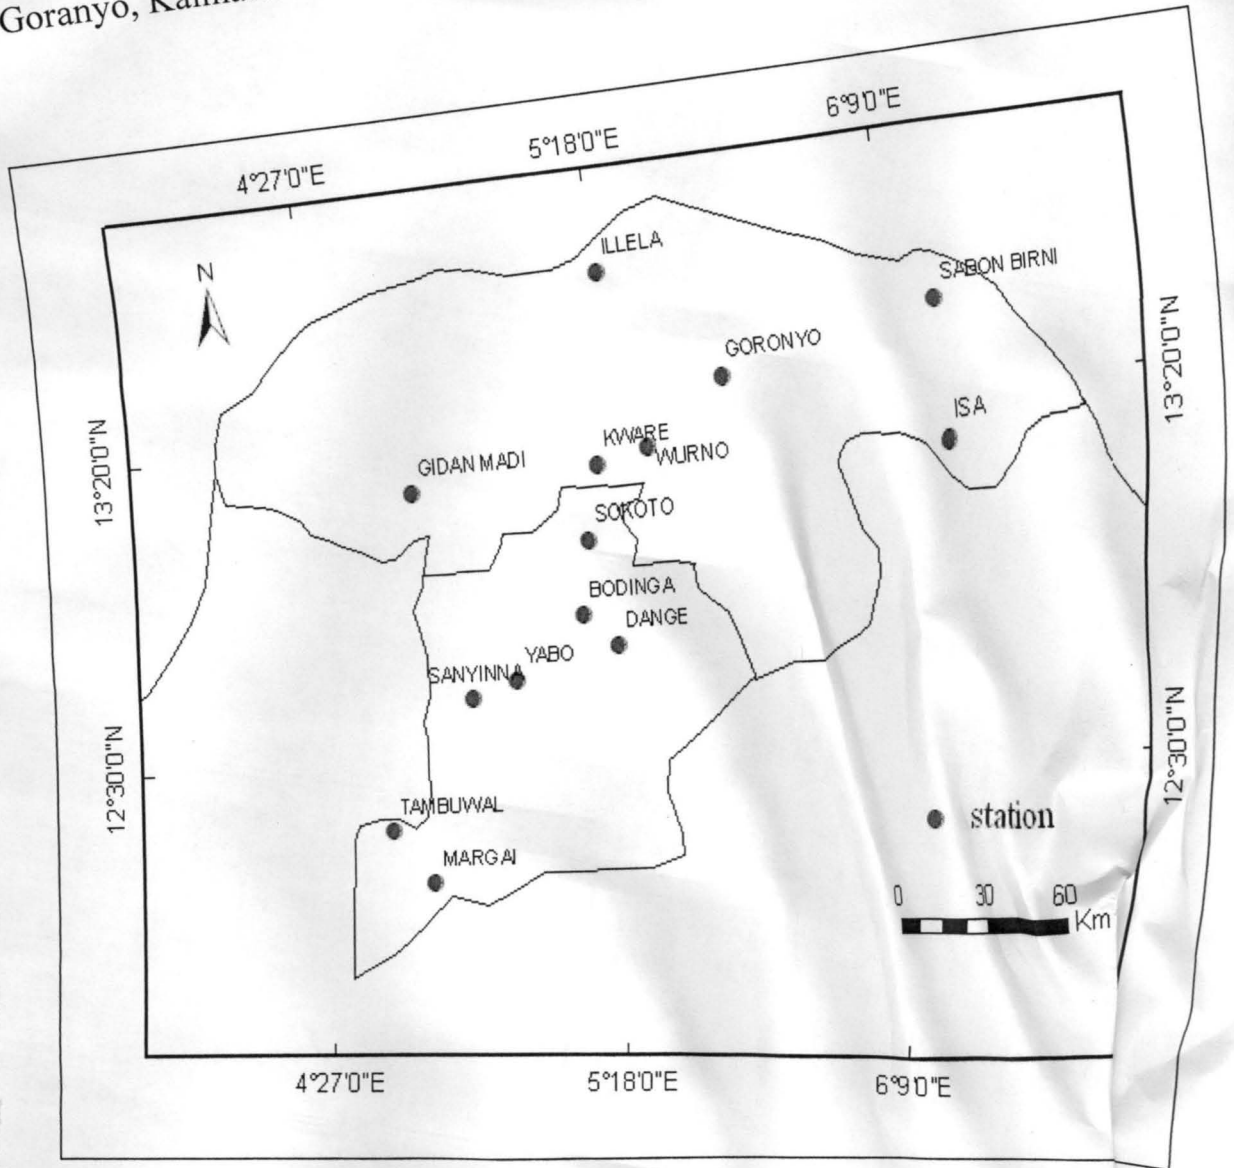 Goranyo,
6°9'0"E
5°18'0"E
4°27'0"E
ILLELA
N
SABON BIRNI
GORONYO
13°20'0"N
ISA
KWARE
WURNO
GIDAN MADI
13°20'0"N
SOKOTO
BODINGA
DANGE
YABO
SANYINNA
12°30'0"N
12°30'0"N
TAMBUWAL
station
MARGAI
0 30 60
Km
4°27'0"E 5°18'0"E 6°9'0"E